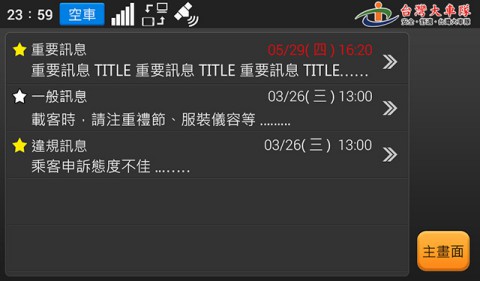 23 : 59 空車
台灣大車隊
安全·舒適·台灣大車隊
重要訊息 05/29( 四 ) 16:20
重要訊息 TITLE 重要訊息 TITLE 重要訊息 TITLE......
一般訊息 03/26( 三 ) 13:00
載客時，請注重禮節、服裝儀容等 .........
違規訊息 03/26( 三 ) 13:00
乘客申訴態度不佳 .......
主畫面